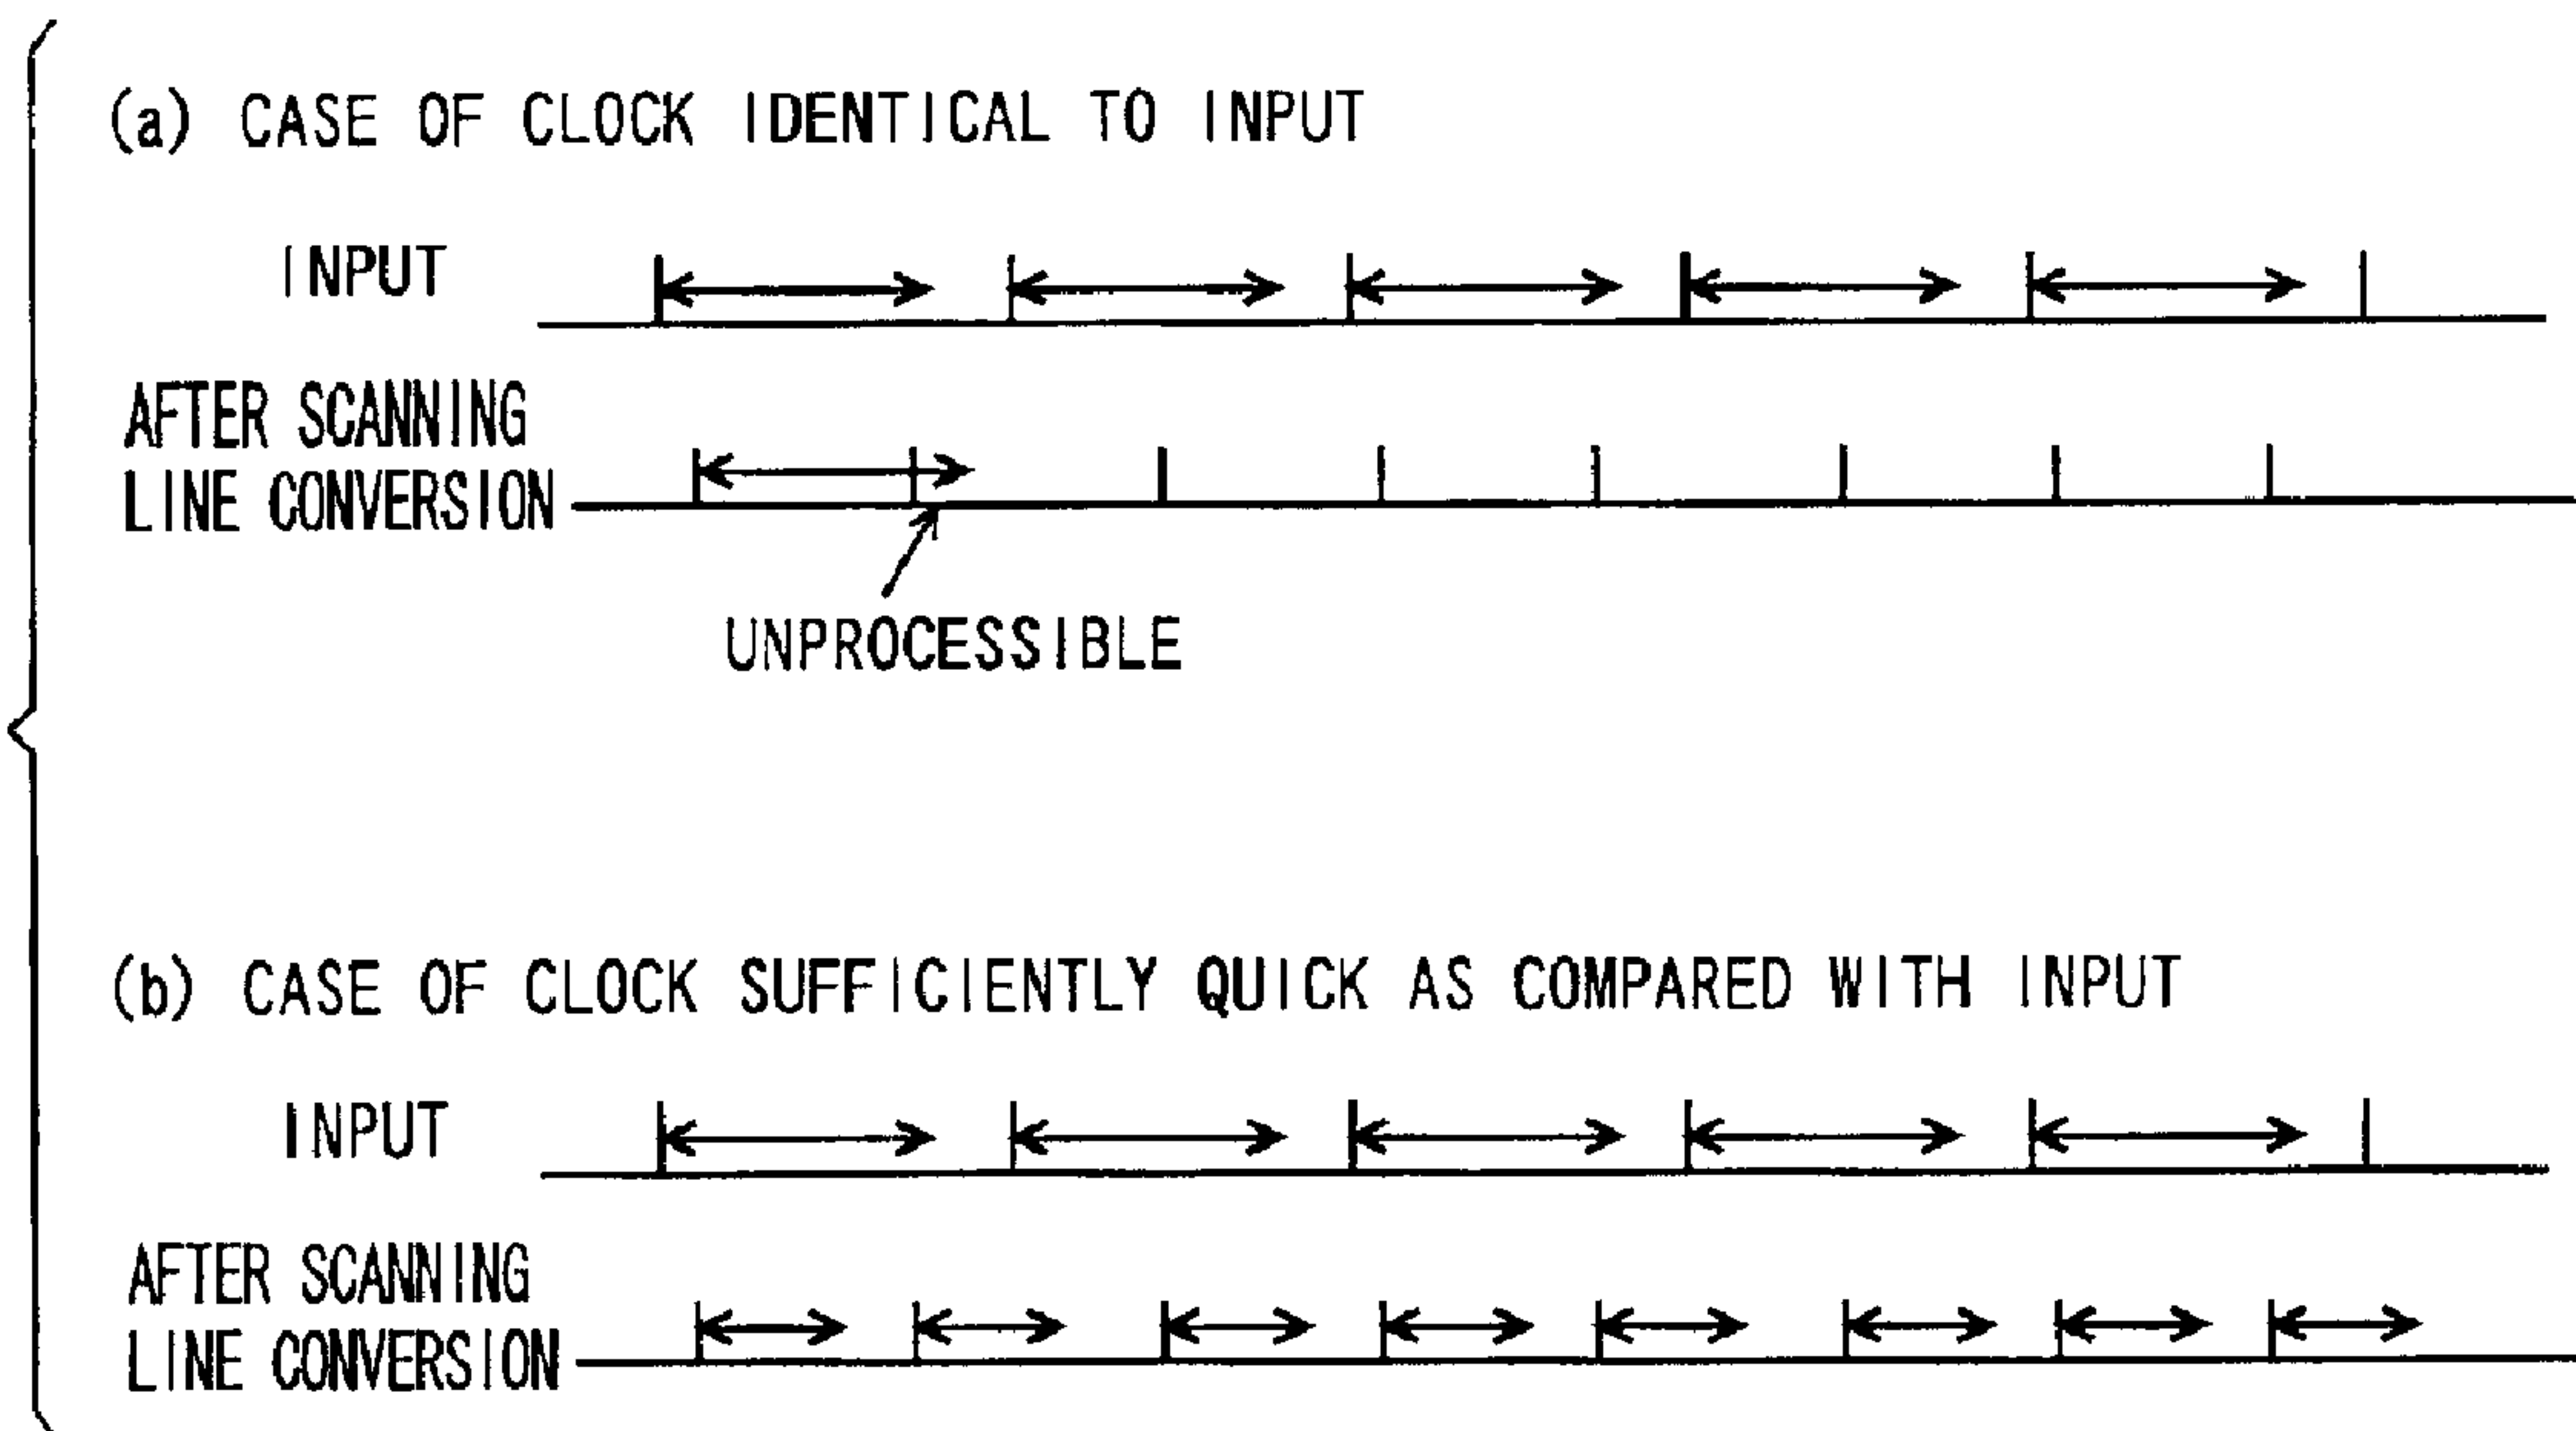 (a) CASE OF CLOCK IDENTICAL TO INPUT
INPUT
AFTER SCANNING
LINE CONVERSION
UNPROCESSIBLE
(b) CASE OF CLOCK SUFFICIENTLY QUICK AS COMPARED WITH INPUT
INPUT
AFTER SCANNING
LINE CONVERSION